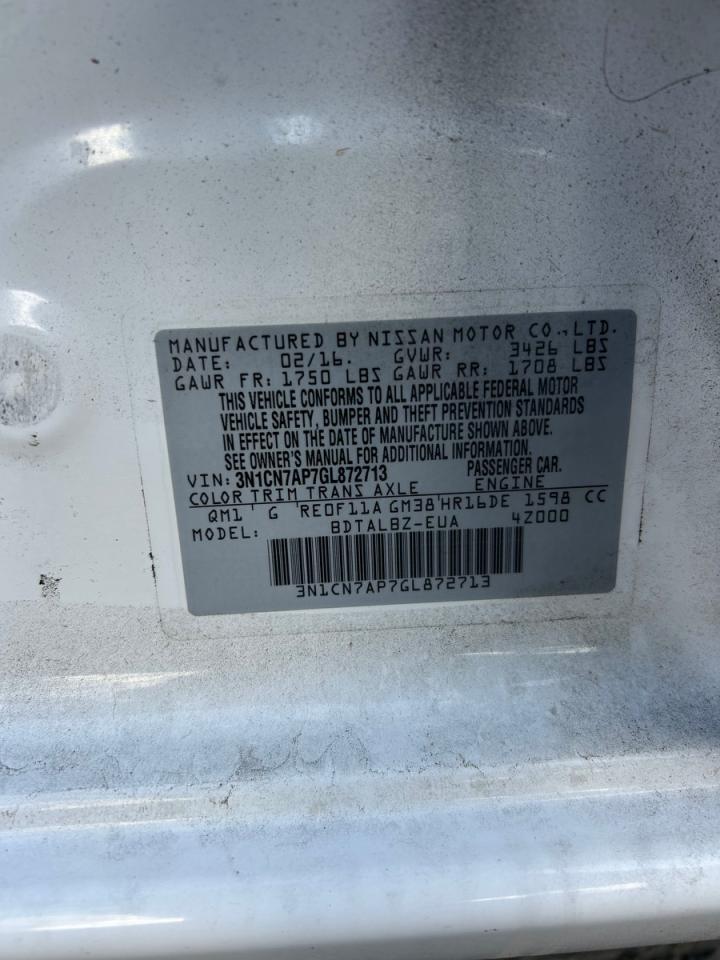 MANUFACTURED BY NISSAN MOTOR CO., LTD.
DATE: 02/16. GVWR: 3426 LBS
GAWR FR: 1750 LBS GAWR RR: 1708 LBS
THIS VEHICLE CONFORMS TO ALL APPLICABLE FEDERAL MOTOR
VEHICLE SAFETY, BUMPER AND THEFT PREVENTION STANDARDS
IN EFFECT ON THE DATE OF MANUFACTURE SHOWN ABOVE.
SEE OWNER'S MANUAL FOR ADDITIONAL INFORMATION.
VIN: 3N1CN7AP7GL872713 PASSENGER CAR.
COLOR TRIM TRANS AXLE ENGINE
QM1 ' G 'RE0F11A GM38'HR16DE 1598 CC
MODEL: BDTALBZ-EUA 4Z000
3N1CN7AP7GL872713